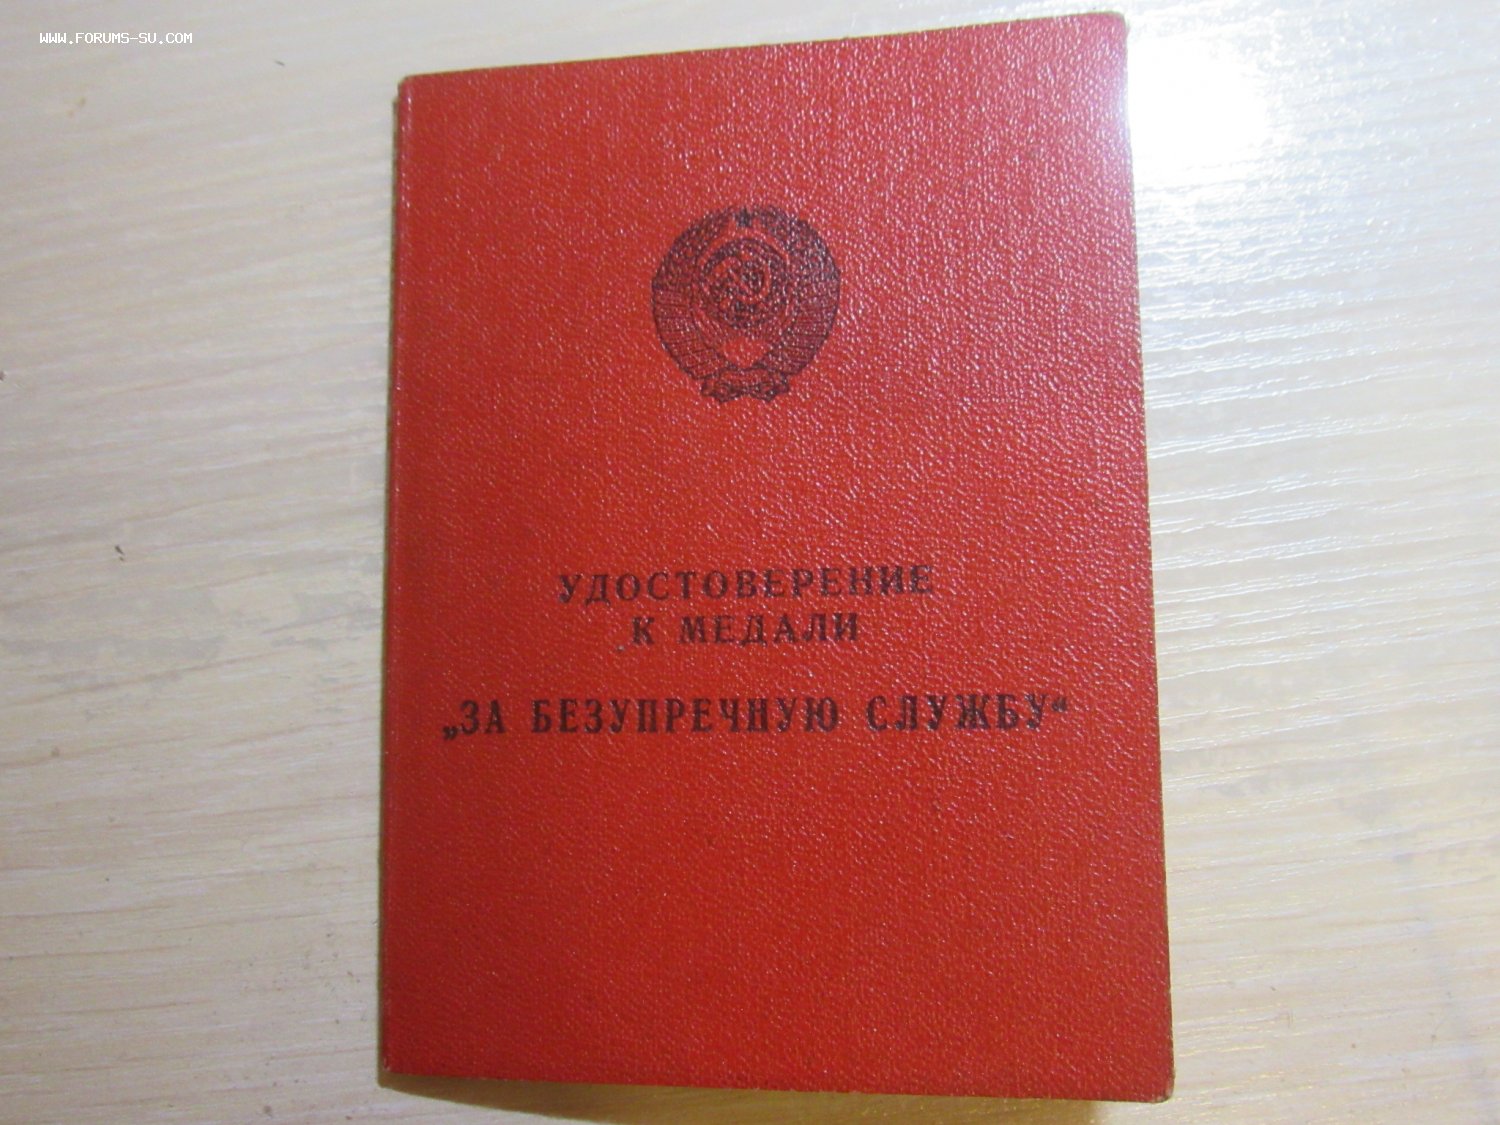 WWW.FORUMS-SU.COM
УДОСТОВЕРЕНИЕ
К МЕДАЛИ
„ЗА БЕЗУПРЕЧНУЮ СЛУЖБУ“